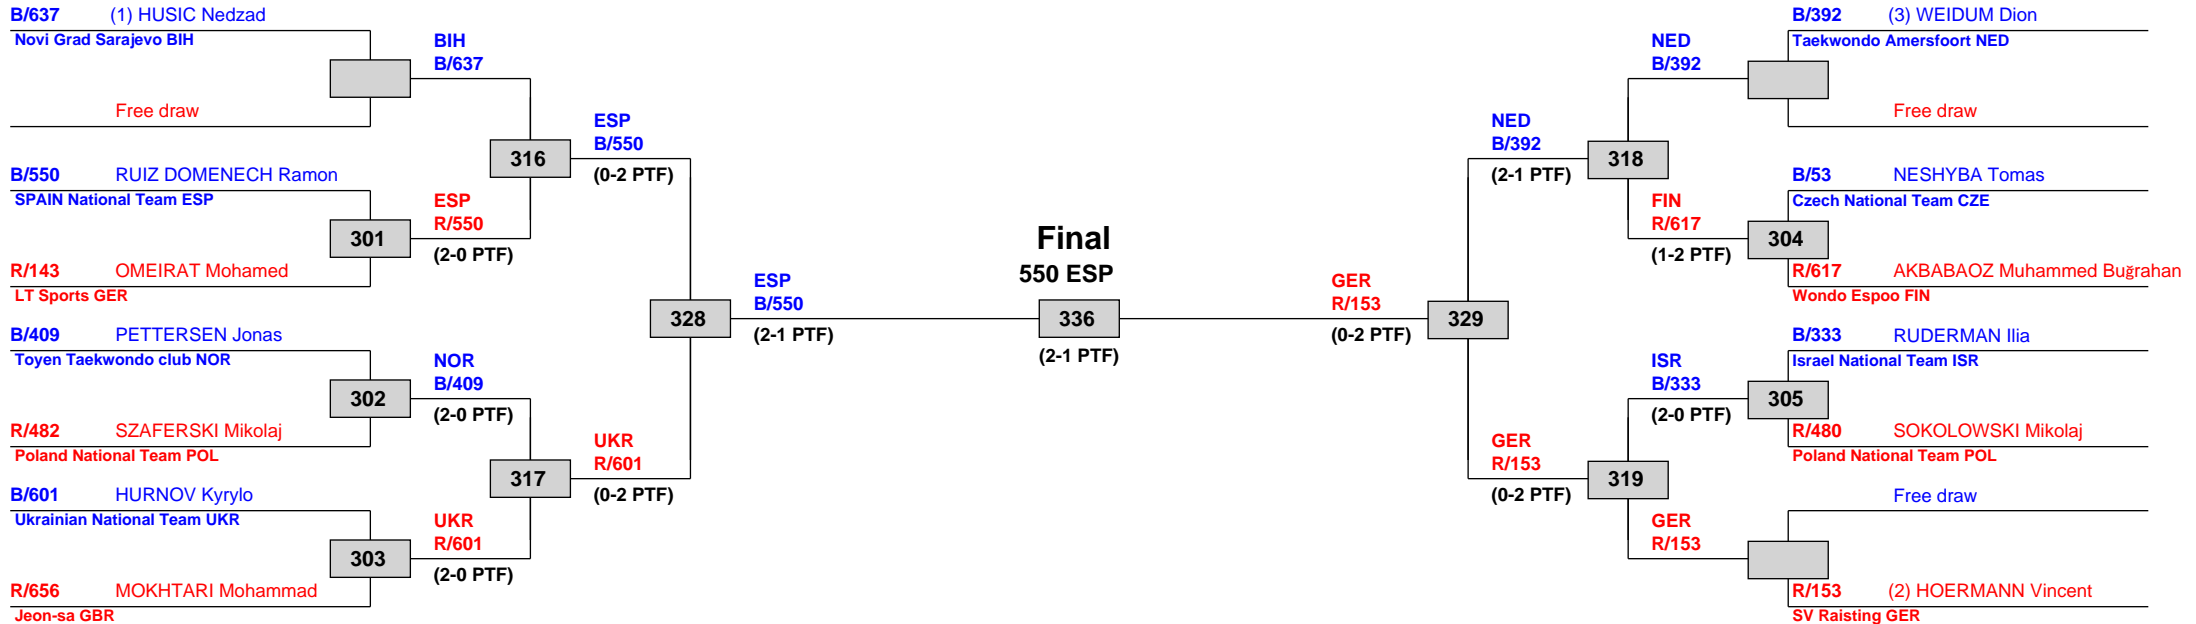 B/637 (1) HUSIC Nedzad
Novi Grad Sarajevo BIH
Free draw
B/550 RUIZ DOMENECH Ramon
SPAIN National Team ESP
301
R/143 OMEIRAT Mohamed
LT Sports GER
B/409 PETTERSEN Jonas
Toyen Taekwondo club NOR
302
R/482 SZAFERSKI Mikolaj
Poland National Team POL
B/601 HURNOV Kyrylo
Ukrainian National Team UKR
303
R/656 MOKHTARI Mohammad
Jeon-sa GBR
BIH
B/637
316
ESP
R/550
(2-0 PTF)
NOR
B/409
(2-0 PTF)
317
UKR
R/601
(2-0 PTF)
ESP
B/550
(0-2 PTF)
328
UKR
R/601
(0-2 PTF)
ESP
B/550
(2-1 PTF)
Final
550 ESP
336
(2-1 PTF)
GER
R/153
(0-2 PTF)
NED
B/392
(2-1 PTF)
329
GER
R/153
(0-2 PTF)
NED
B/392
318
FIN
R/617
(1-2 PTF)
ISR
B/333
(2-0 PTF)
319
GER
R/153
B/392 (3) WEIDUM Dion
Taekwondo Amersfoort NED
Free draw
B/53 NESHYBA Tomas
Czech National Team CZE
304
R/617 AKBABAOZ Muhammed Buğrahan
Wondo Espoo FIN
B/333 RUDERMAN Ilia
Israel National Team ISR
305
R/480 SOKOLOWSKI Mikolaj
Poland National Team POL
Free draw
R/153 (2) HOERMANN Vincent
SV Raisting GER